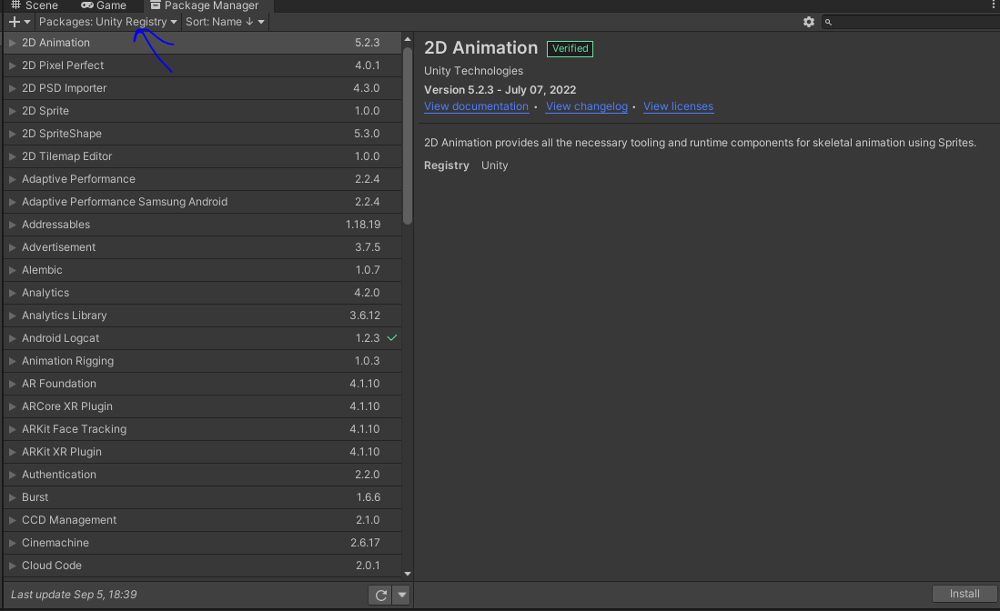 Scene Game Package Manager
Packages: Unity Registry Sort: Name ↓
2D Animation 5.2.3
2D Pixel Perfect 4.0.1
2D PSD Importer 4.3.0
2D Sprite 1.0.0
2D SpriteShape 5.3.0
2D Tilemap Editor 1.0.0
Adaptive Performance 2.2.4
Adaptive Performance Samsung Android 2.2.4
Addressables 1.18.19
Advertisement 3.7.5
Alembic 1.0.7
Analytics 4.2.0
Analytics Library 3.6.12
Android Logcat 1.2.3
Animation Rigging 1.0.3
AR Foundation 4.1.10
ARCore XR Plugin 4.1.10
ARKit Face Tracking 4.1.10
ARKit XR Plugin 4.1.10
Authentication 2.2.0
Burst 1.6.6
CCD Management 2.1.0
Cinemachine 2.6.17
Cloud Code 2.0.1
Last update Sep 5, 18:39
2D Animation Verified
Unity Technologies
Version 5.2.3 - July 07, 2022
View documentation • View changelog • View licenses
2D Animation provides all the necessary tooling and runtime components for skeletal animation using Sprites.
Registry Unity
Install